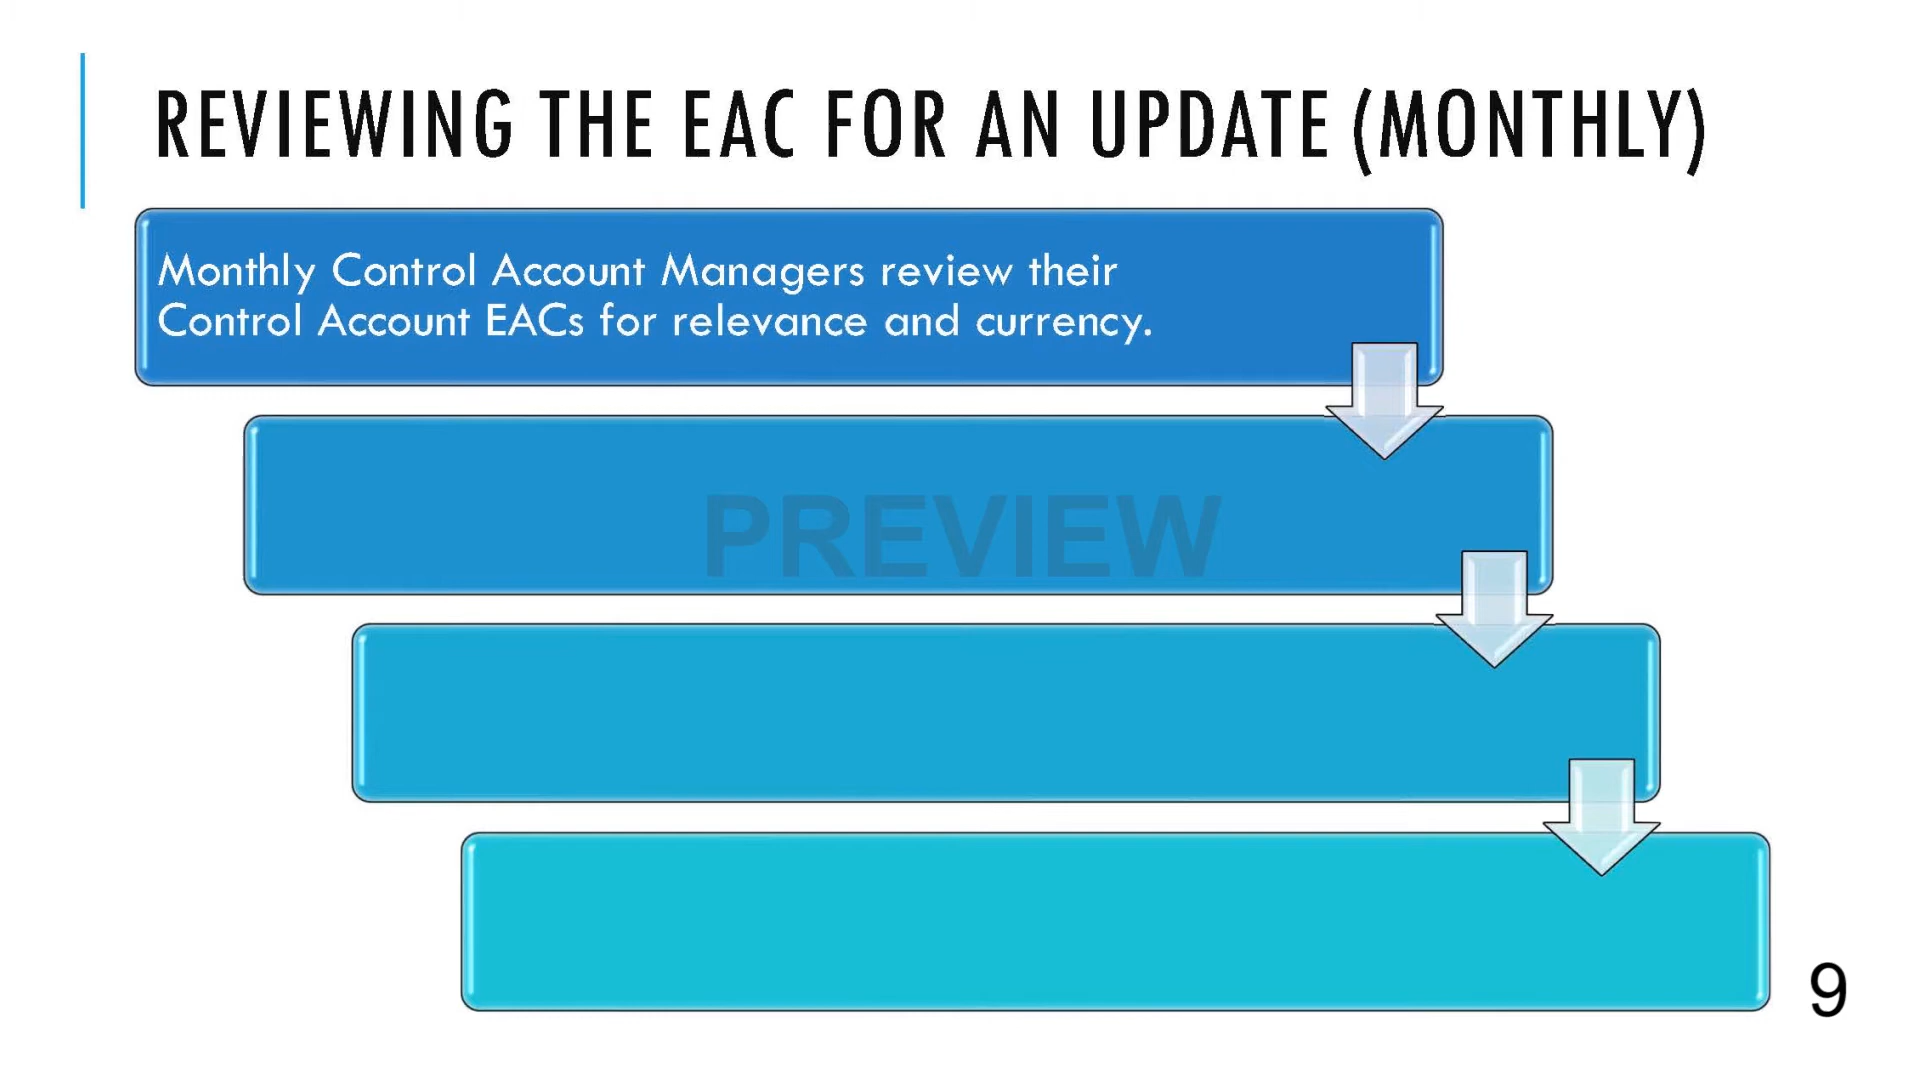 REVIEWING THE EAC FOR AN UPDATE (MONTHLY)
Monthly Control Account Managers review their
Control Account EACs for relevance and currency.
PREVIEW
9